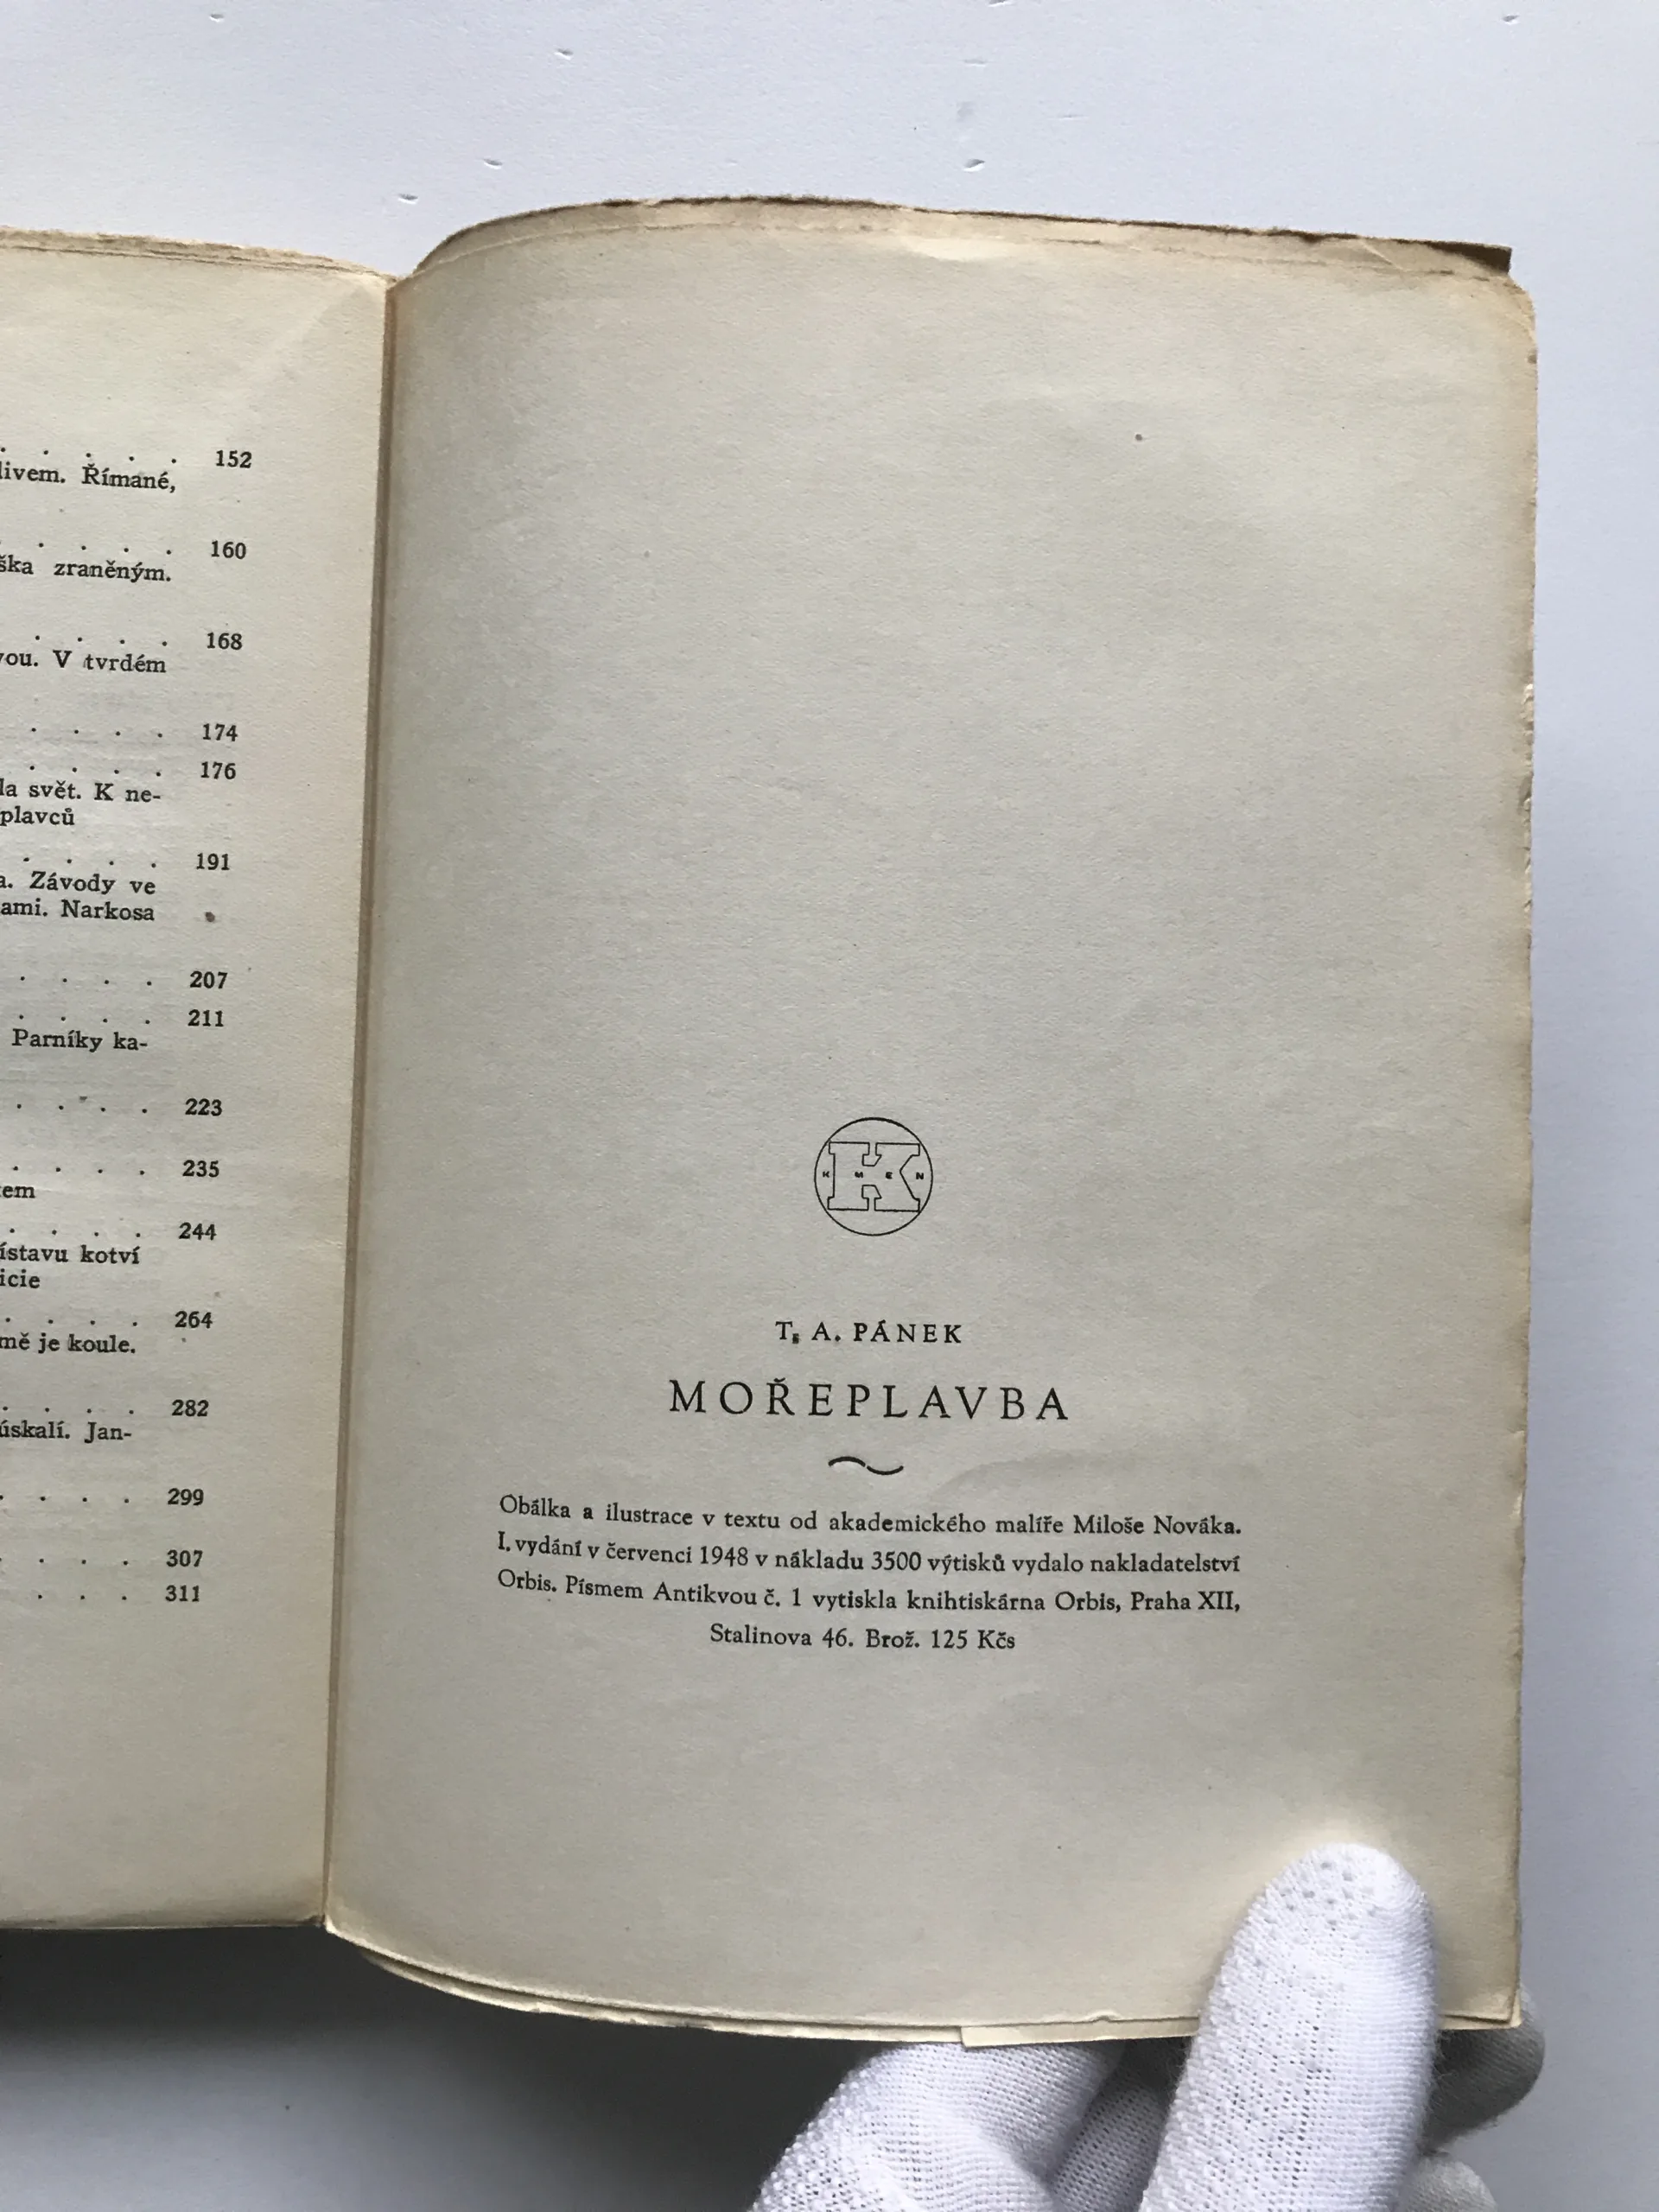 152
livem. Římané,
160
ška zraněným.
168
vou. V tvrdém
174
176
la svět. K ne-
plavců
191
a. Závody ve
ami. Narkosa
207
211
Parníky ka-
223
235
em
244
ístavu kotví
icie
264
mě je koule.
282
úskalí. Jan-
299
307
311
K M E N
T. A. PÁNEK
MOŘEPLAVBA
Obálka a ilustrace v textu od akademického malíře Miloše Nováka.
I. vydání v červenci 1948 v nákladu 3500 výtisků vydalo nakladatelství
Orbis. Písmem Antikvou č. 1 vytiskla knihtiskárna Orbis, Praha XII,
Stalinova 46. Brož. 125 Kčs